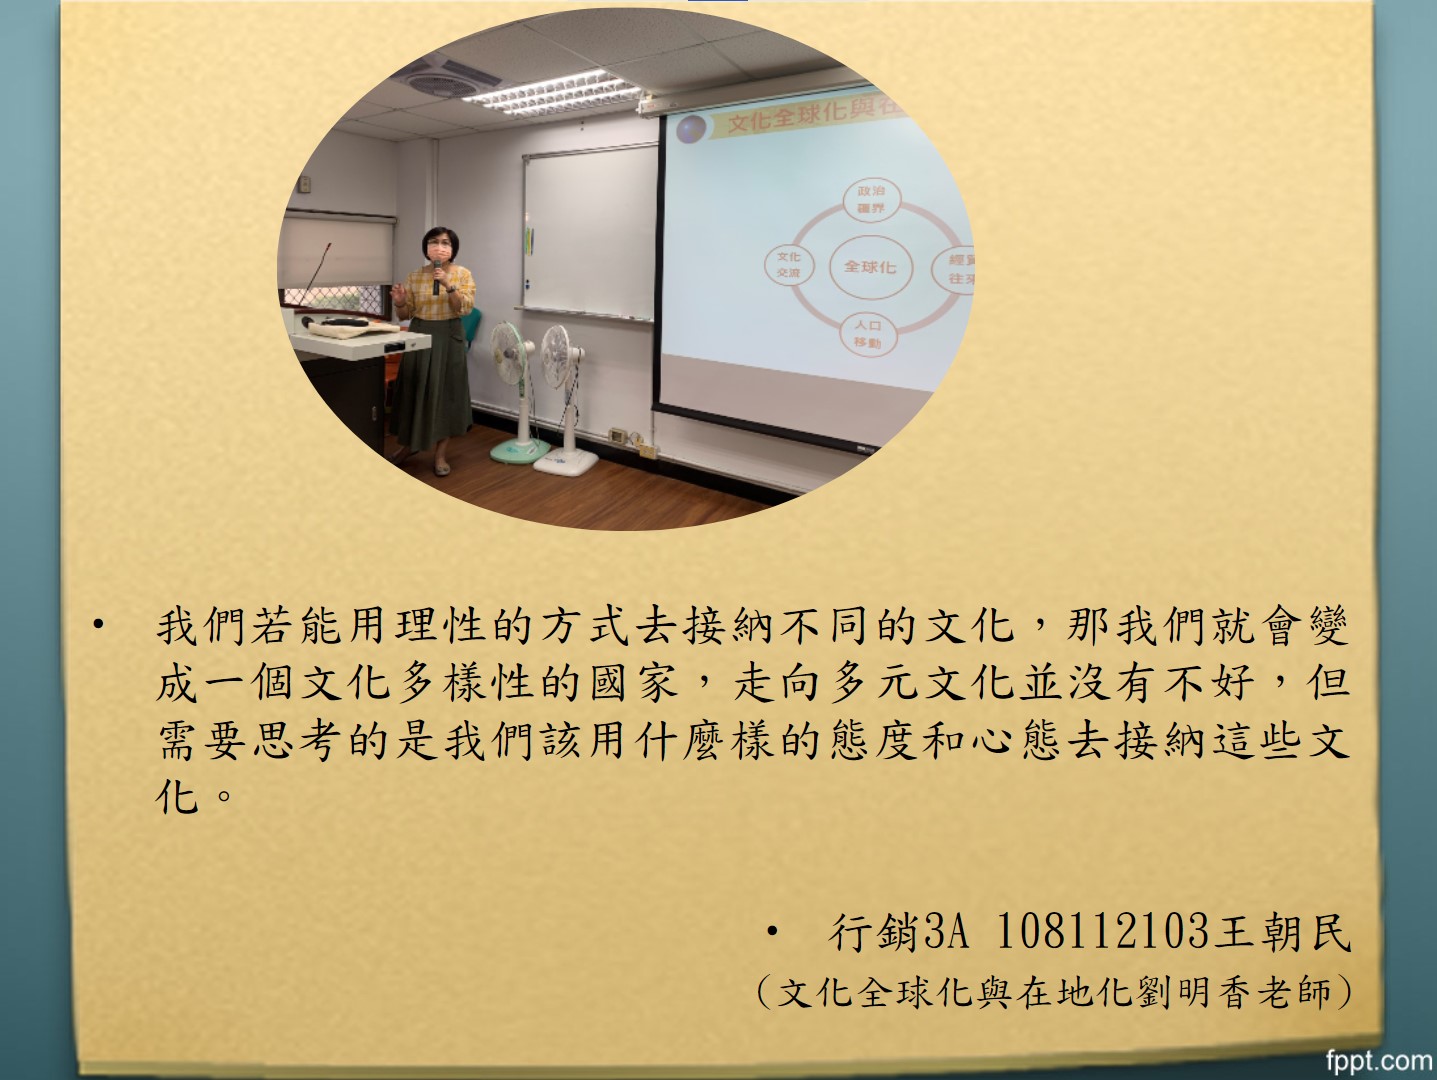 文化全球化與在
政治
疆界
文化
交流
全球化
經貿
往來
人口
移動
• 我們若能用理性的方式去接納不同的文化，那我們就會變
成一個文化多樣性的國家，走向多元文化並沒有不好，但
需要思考的是我們該用什麼樣的態度和心態去接納這些文
化。
• 行銷3A 108112103王朝民
(文化全球化與在地化劉明香老師)
fppt.com